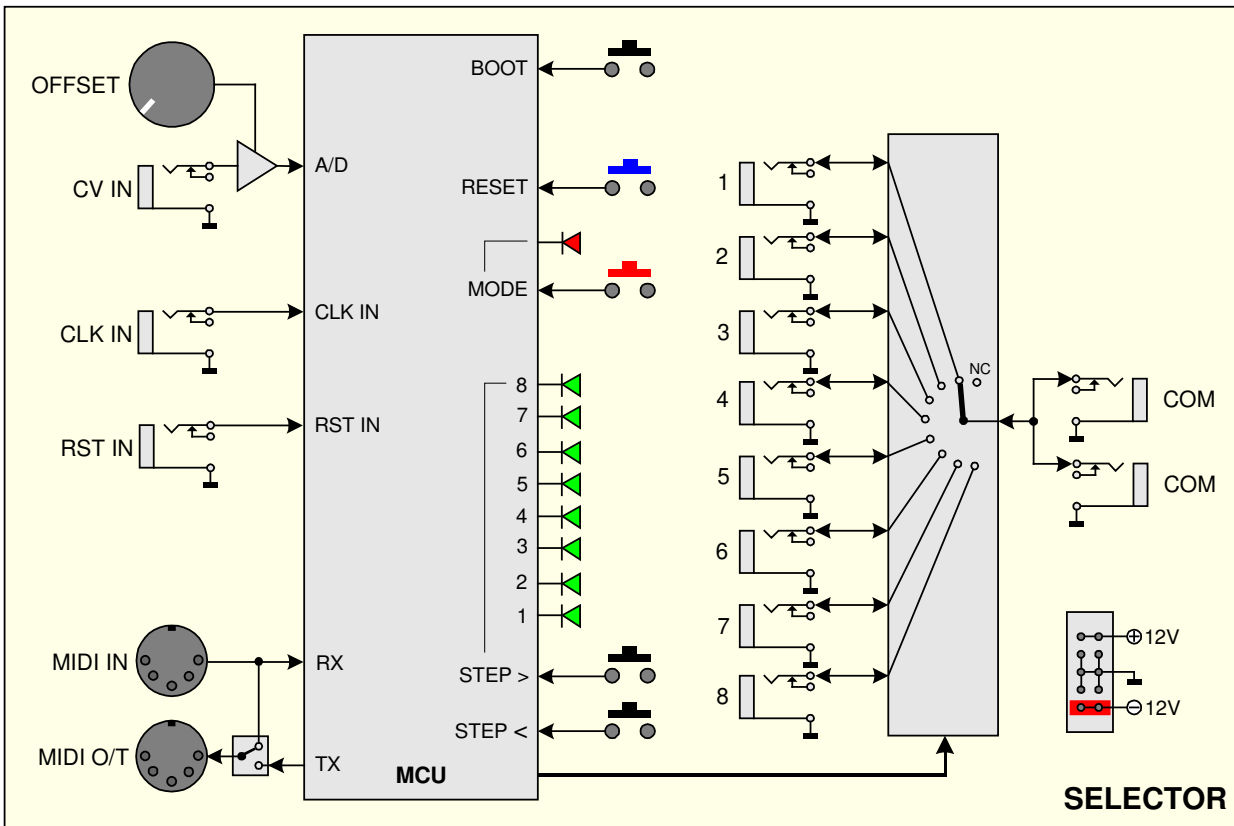 OFFSET
CV IN
CLK IN
RST IN
MIDI IN
MIDI O/T
A/D
CLK IN
RST IN
RX
TX
BOOT
RESET
MODE
8
7
6
5
4
3
2
1
STEP >
STEP <
MCU
1
2
3
4
5
6
7
8
NC
COM
COM
+ 12V
− 12V
SELECTOR